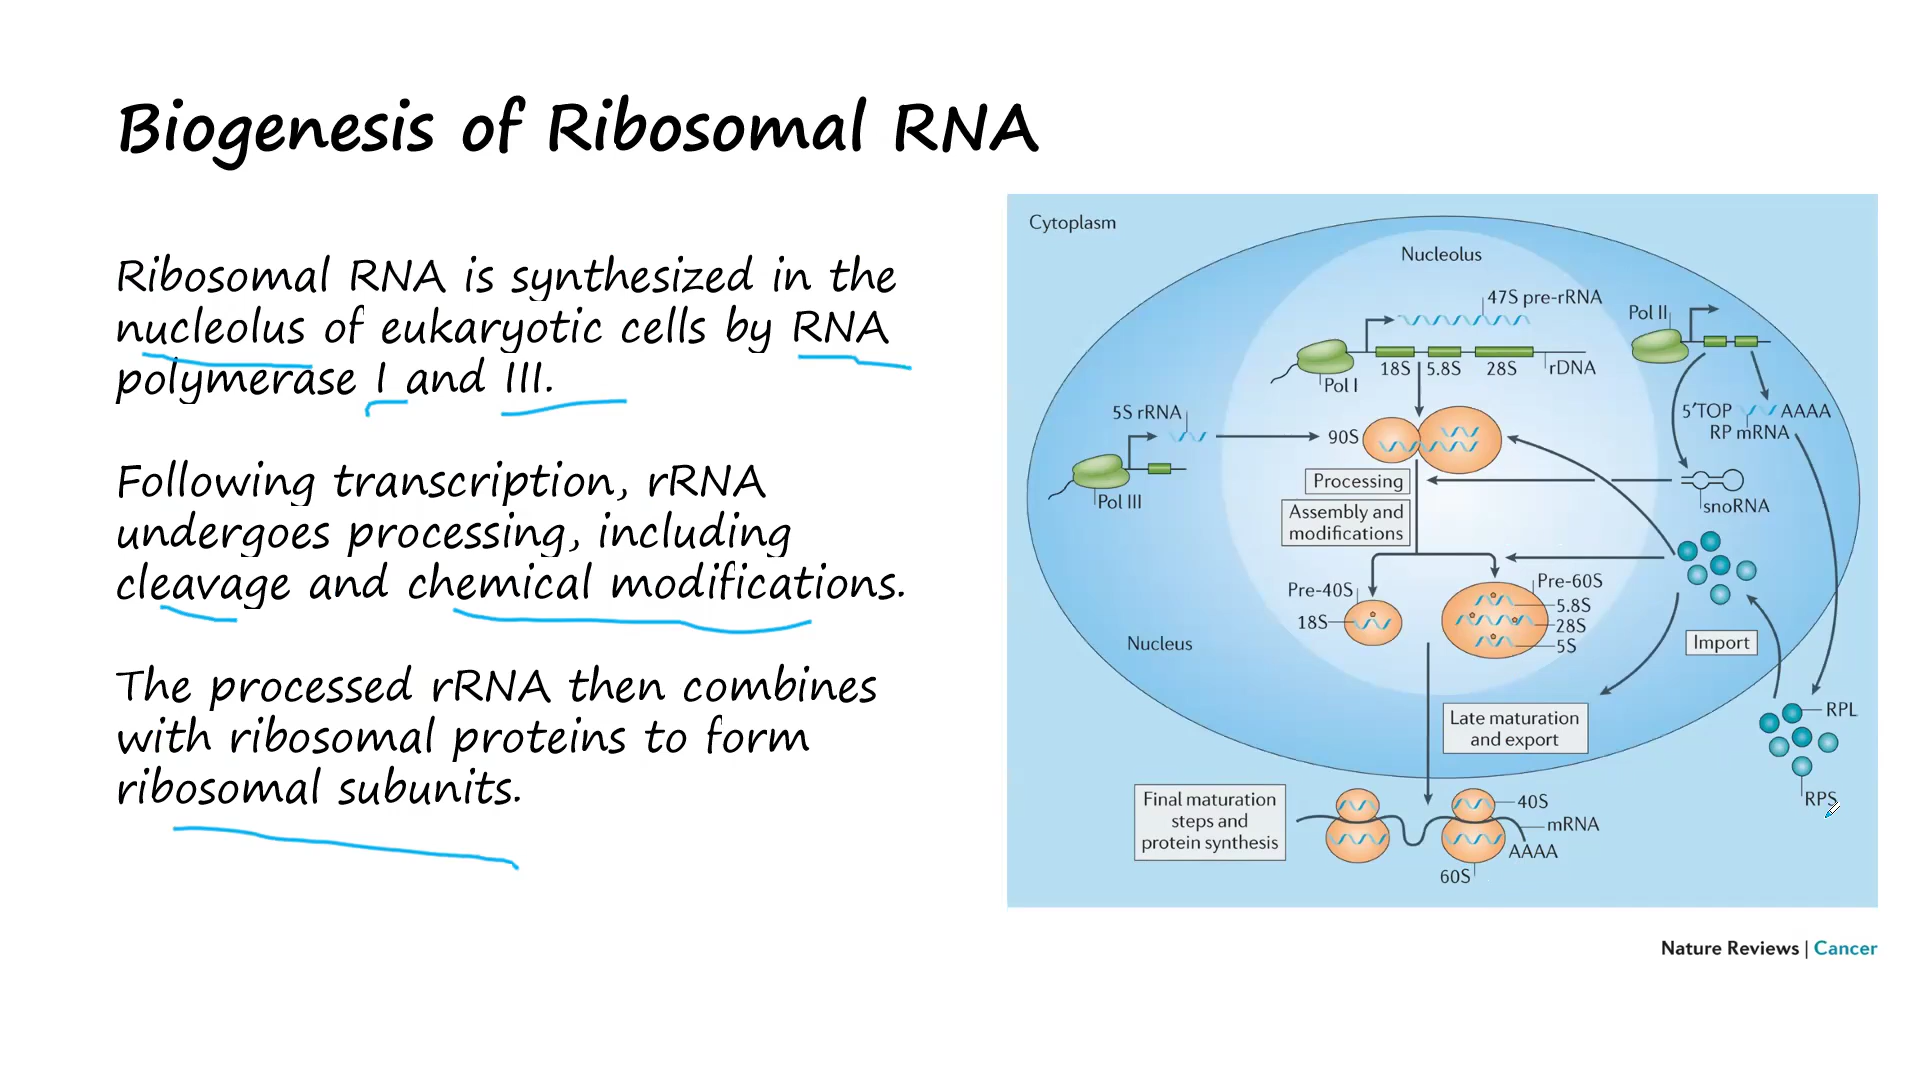 Biogenesis of Ribosomal RNA
Ribosomal RNA is synthesized in the
nucleolus of eukaryotic cells by RNA
polymerase I and III.
Following transcription, rRNA
undergoes processing, including
cleavage and chemical modifications.
The processed rRNA then combines
with ribosomal proteins to form
ribosomal subunits.
Cytoplasm
Nucleolus
47S pre-rRNA
Pol II
18S 5.8S 28S rDNA
Pol I
5S rRNA
5′TOP AAAA
RP mRNA
90S
Pol III
Processing
snoRNA
Assembly and
modifications
Pre-40S
18S
Pre-60S
5.8S
28S
5S
Nucleus
Import
Late maturation
and export
RPL
RPS
Final maturation
steps and
protein synthesis
40S
mRNA
AAAA
60S
Nature Reviews | Cancer